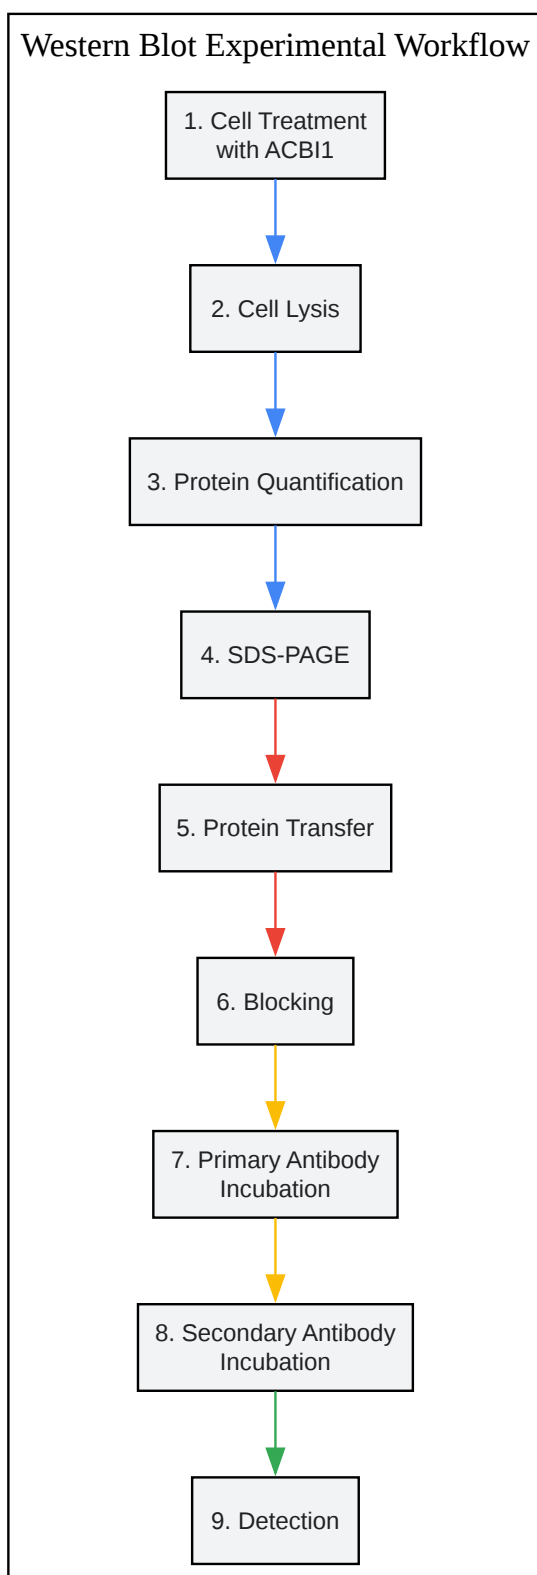 Western Blot Experimental Workflow
1. Cell Treatment
with ACBI1
2. Cell Lysis
3. Protein Quantification
4. SDS-PAGE
5. Protein Transfer
6. Blocking
7. Primary Antibody
Incubation
8. Secondary Antibody
Incubation
9. Detection